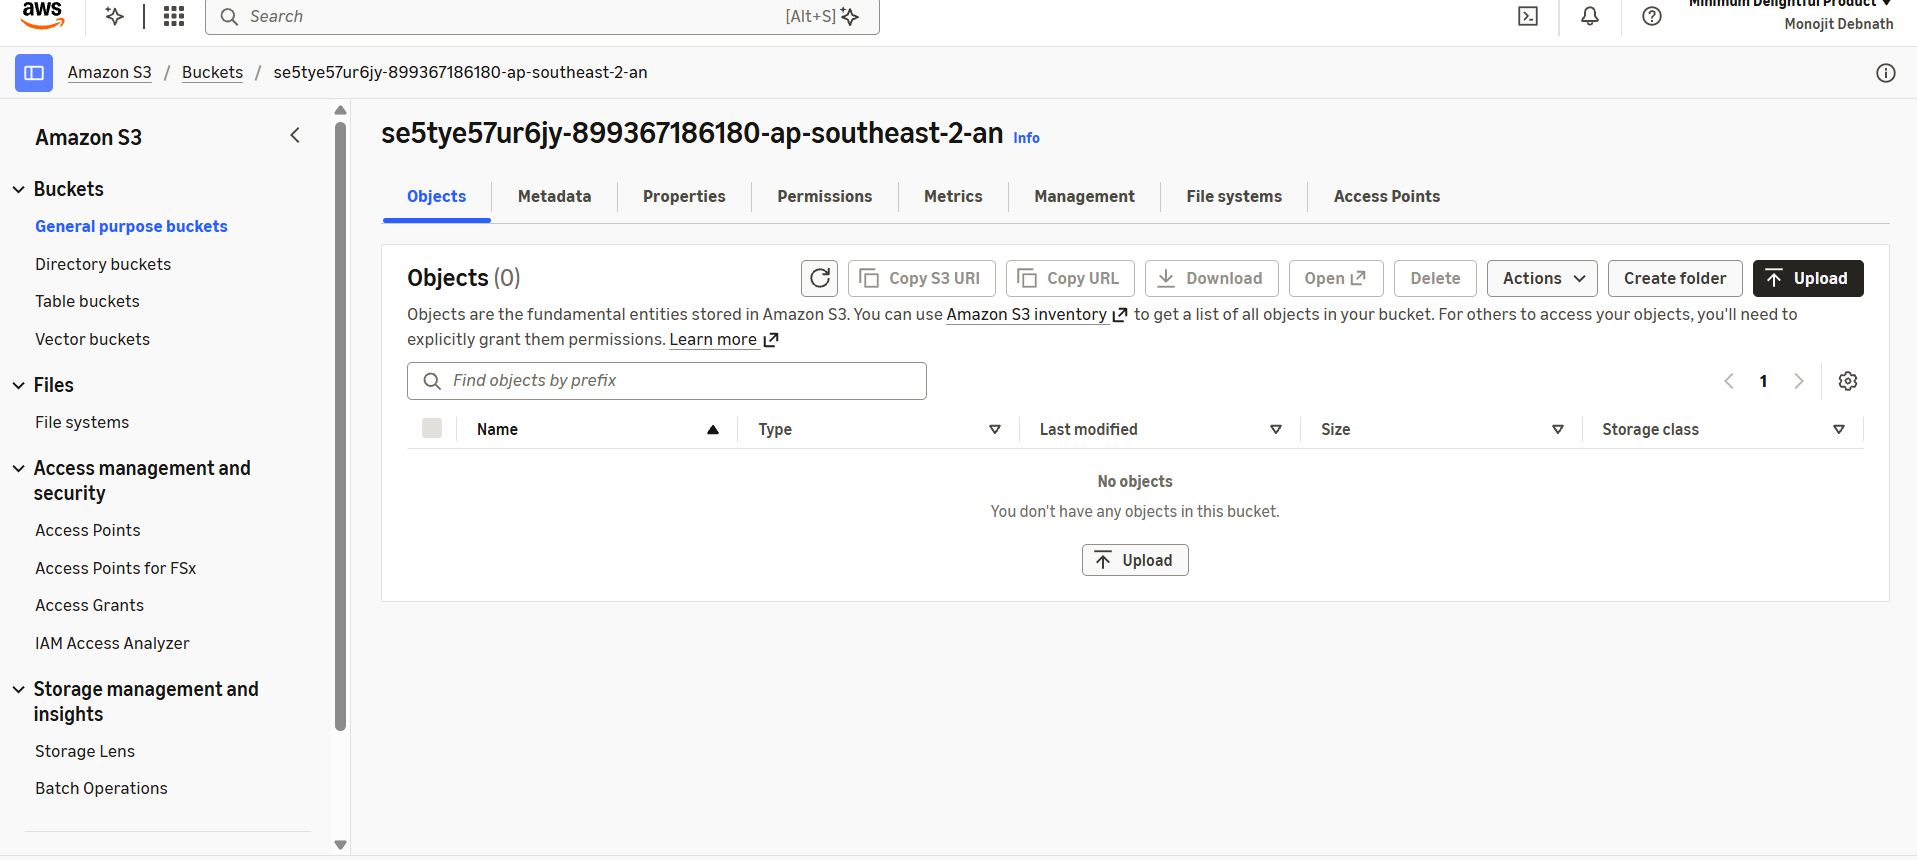 aws
Search
[Alt+S]
Minimum Delightful Product
Monojit Debnath
Amazon S3 / Buckets / se5tye57ur6jy-899367186180-ap-southeast-2-an
Amazon S3
Buckets
General purpose buckets
Directory buckets
Table buckets
Vector buckets
Files
File systems
Access management and
security
Access Points
Access Points for FSx
Access Grants
IAM Access Analyzer
Storage management and
insights
Storage Lens
Batch Operations
se5tye57ur6jy-899367186180-ap-southeast-2-an Info
Objects Metadata Properties Permissions Metrics Management File systems Access Points
Objects (0)
Copy S3 URI Copy URL Download Open Delete Actions Create folder Upload
Objects are the fundamental entities stored in Amazon S3. You can use Amazon S3 inventory to get a list of all objects in your bucket. For others to access your objects, you'll need to
explicitly grant them permissions. Learn more
Find objects by prefix
1
Name Type Last modified Size Storage class
No objects
You don't have any objects in this bucket.
Upload